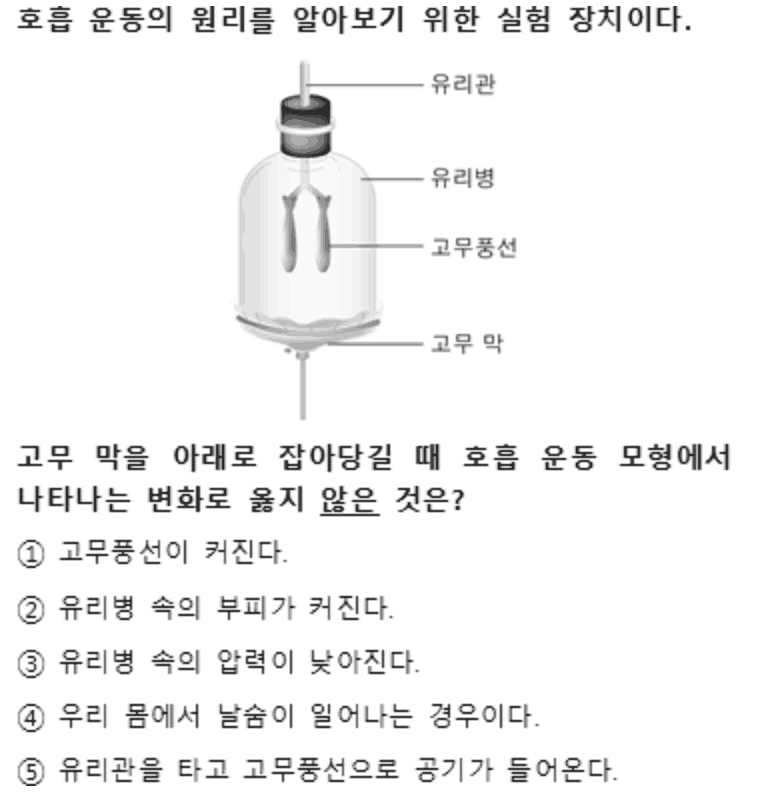 호흡 운동의 원리를 알아보기 위한 실험 장치이다.
유리관
유리병
고무풍선
고무 막
고무 막을 아래로 잡아당길 때 호흡 운동 모형에서
나타나는 변화로 옳지 않은 것은?
① 고무풍선이 커진다.
② 유리병 속의 부피가 커진다.
③ 유리병 속의 압력이 낮아진다.
④ 우리 몸에서 날숨이 일어나는 경우이다.
⑤ 유리관을 타고 고무풍선으로 공기가 들어온다.